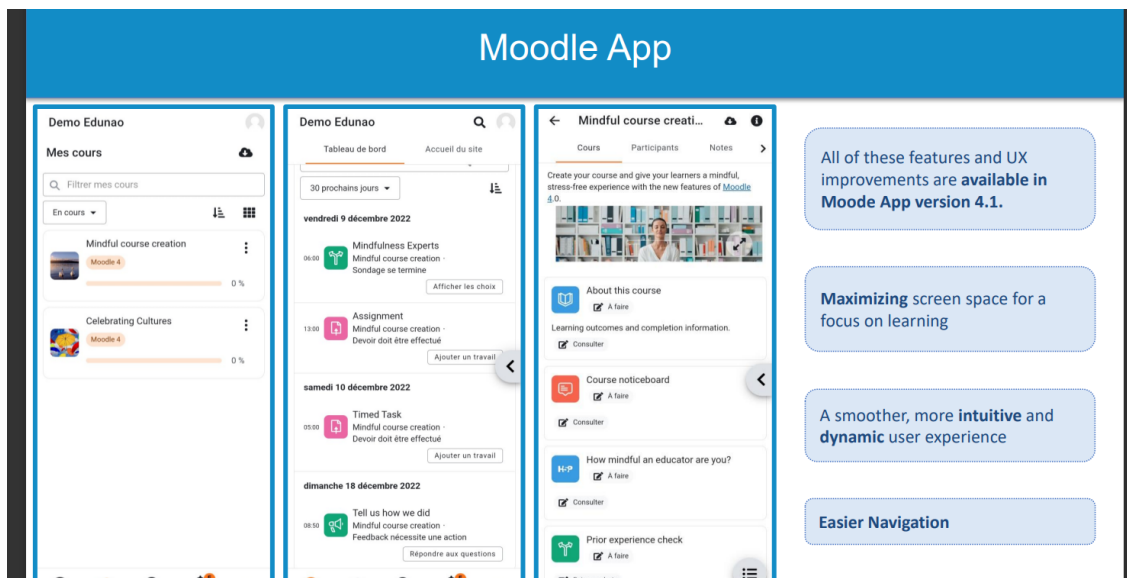 Moodle App
Demo Edunao
Mes cours
Filtrer mes cours
En cours
Mindful course creation
Moodle 4
0 %
Celebrating Cultures
Moodle 4
0 %
Demo Edunao
Tableau de bord
Accueil du site
30 prochains jours
vendredi 9 décembre 2022
Mindfulness Experts
06:00
Mindful course creation ·
Sondage se termine
Afficher les choix
Assignment
13:00
Mindful course creation ·
Devoir doit être effectué
Ajouter un travail
samedi 10 décembre 2022
Timed Task
05:00
Mindful course creation ·
Devoir doit être effectué
Ajouter un travail
dimanche 18 décembre 2022
Tell us how we did
08:50
Mindful course creation ·
Feedback nécessite une action
Répondre aux questions
Mindful course creati...
Cours
Participants
Notes
Create your course and give your learners a mindful,
stress-free experience with the new features of Moodle
4.0.
About this course
À faire
Learning outcomes and completion information.
Consulter
Course noticeboard
À faire
Consulter
How mindful an educator are you?
H-P
À faire
Consulter
Prior experience check
À faire
All of these features and UX
improvements are available in
Moode App version 4.1.
Maximizing screen space for a
focus on learning
A smoother, more intuitive and
dynamic user experience
Easier Navigation